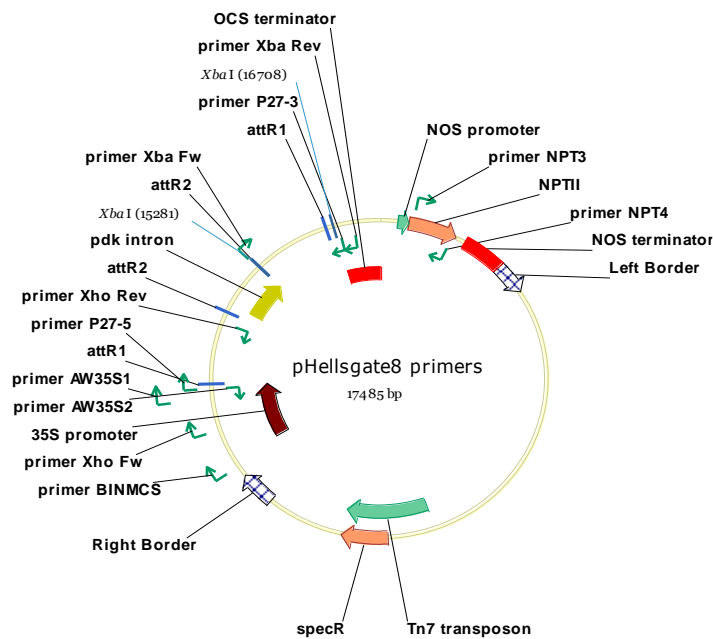 OCS terminator
primer Xba Rev
XbaI (16708)
primer P27-3
attR1
NOS promoter
primer NPT3
NPTII
primer NPT4
NOS terminator
Left Border
primer Xba Fw
attR2
XbaI (15281)
pdk intron
attR2
primer Xho Rev
primer P27-5
attR1
primer AW35S1
primer AW35S2
35S promoter
primer Xho Fw
primer BINMCS
Right Border
pHellsgate8 primers
17485 bp
specR
Tn7 transposon